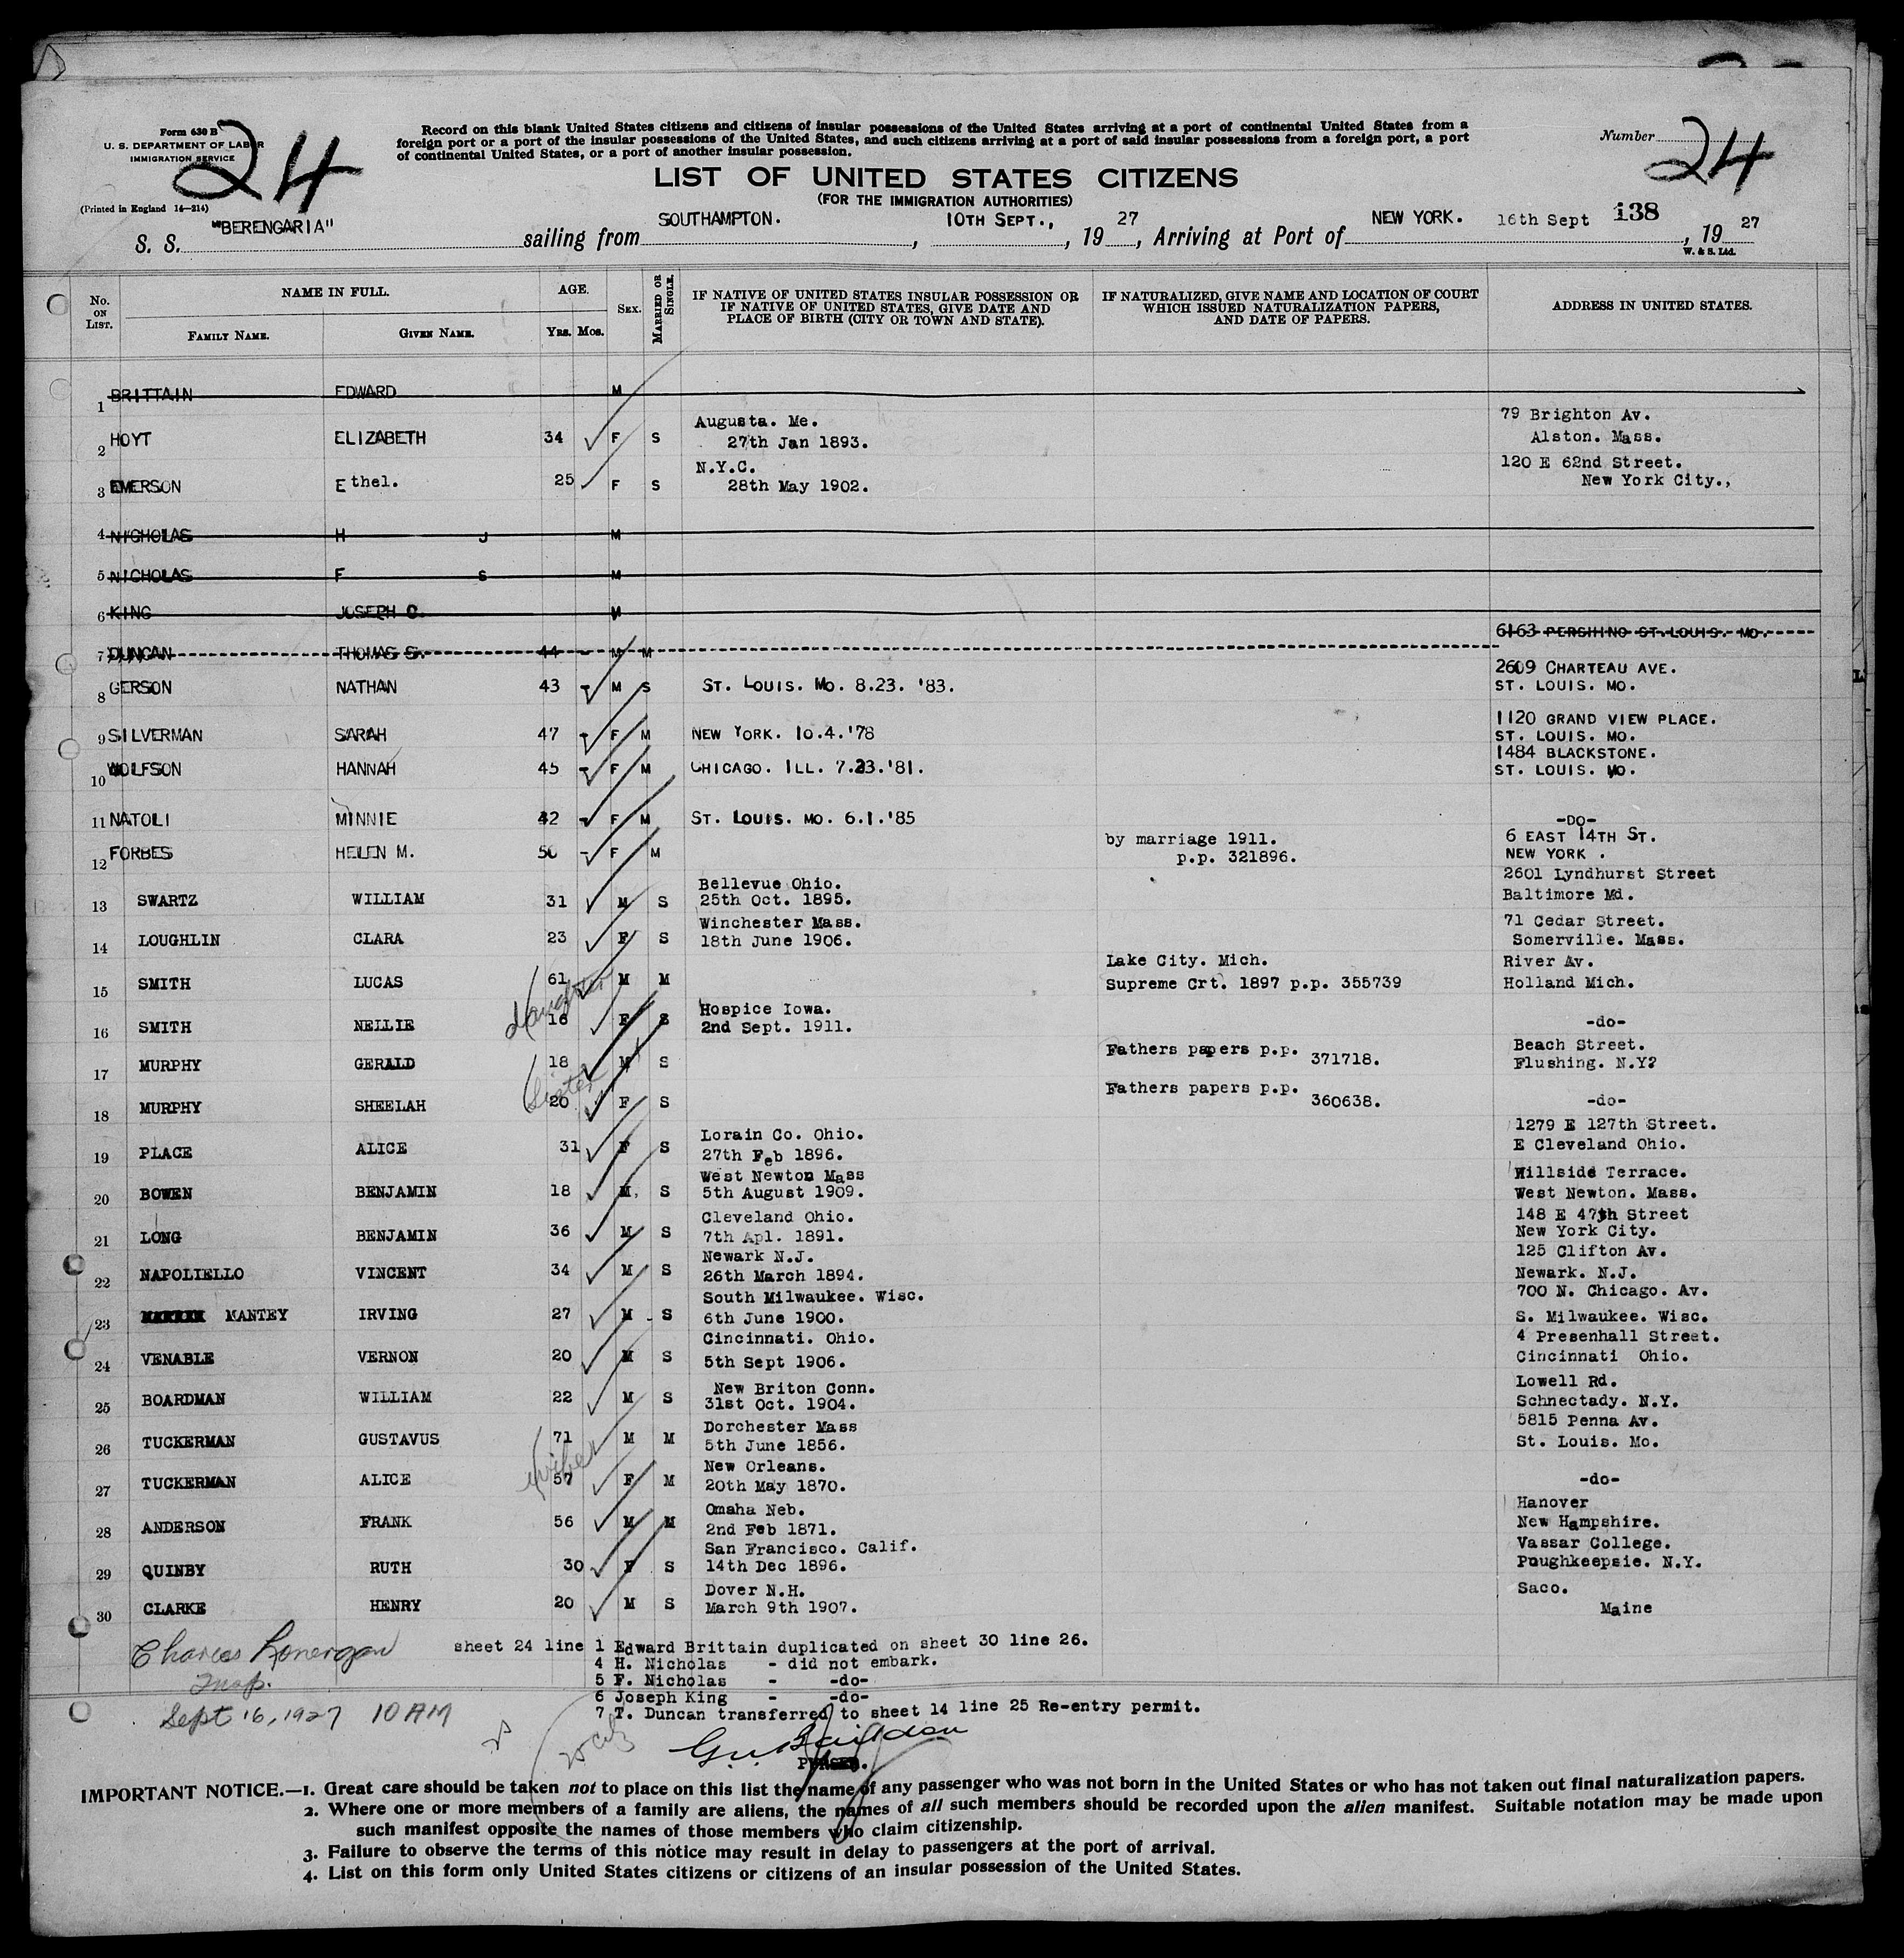 Form 630 B
U. S. DEPARTMENT OF LABOR
IMMIGRATION SERVICE
24
(Printed in England 14—214)
Record on this blank United States citizens and citizens of insular possessions of the United States arriving at a port of continental United States from a
foreign port or a port of the insular possessions of the United States, and such citizens arriving at a port of said insular possessions from a foreign port, a port
of continental United States, or a port of another insular possession.
Number 24
LIST OF UNITED STATES CITIZENS
(FOR THE IMMIGRATION AUTHORITIES)
138
S. S. "BERENGARIA" sailing from SOUTHAMPTON. , 10TH SEPT., , 19 27 , Arriving at Port of NEW YORK. 16th Sept , 19 27
W. & S. Ltd.
No. ON LIST. NAME IN FULL. FAMILY NAME. GIVEN NAME. AGE. YRS. MOS. SEX. MARRIED OR SINGLE. IF NATIVE OF UNITED STATES INSULAR POSSESSION OR IF NATIVE OF UNITED STATES, GIVE DATE AND PLACE OF BIRTH (CITY OR TOWN AND STATE). IF NATURALIZED, GIVE NAME AND LOCATION OF COURT WHICH ISSUED NATURALIZATION PAPERS, AND DATE OF PAPERS. ADDRESS IN UNITED STATES.
1 BRITTAIN EDWARD M
2 HOYT ELIZABETH 34 F S Augusta. Me. 27th Jan 1893. 79 Brighton Av. Alston. Mass.
3 EMERSON Ethel. 25 F S N.Y.C. 28th May 1902. 120 E 62nd Street. New York City.,
4 NICHOLAS H J M
5 NICHOLAS F S M
6 KING JOSEPH O. M
7 DUNCAN THOMAS S. 44 - M M 6163 PERSHING ST.LOUIS. MO.
8 GERSON NATHAN 43 - M S ST. LOUIS. MO. 8.23. '83. 2609 CHARTEAU AVE. ST. LOUIS. MO.
9 SILVERMAN SARAH 47 - F M NEW YORK. 10.4.'78 1120 GRAND VIEW PLACE. ST. LOUIS. MO.
10 WOLFSON HANNAH 45 - F M CHICAGO. ILL. 7.23.'81. 1484 BLACKSTONE. ST. LOUIS. MO.
11 NATOLI MINNIE 42 - F M ST. LOUIS. MO. 6.1.'85 -DO-
12 FORBES HELEN M. 50 - F M by marriage 1911. p.p. 321896. 6 EAST 14TH ST. NEW YORK .
13 SWARTZ WILLIAM 31 M S Bellevue Ohio. 25th Oct. 1895. 2601 Lyndhurst Street Baltimore Md.
14 LOUGHLIN CLARA 23 F S Winchester Mass. 18th June 1906. 71 Cedar Street. Somerville. Mass.
15 SMITH LUCAS 61 M M Lake City. Mich. Supreme Crt. 1897 p.p. 355739 River Av. Holland Mich.
daughter
16 SMITH NELLIE 16 F S Hospice Iowa. 2nd Sept. 1911. -do-
17 MURPHY GERALD 18 M S Fathers papers p.p. 371718. Beach Street. Flushing. N.Y?
Sister
18 MURPHY SHEELAH 20 F S Fathers papers p.p. 360638. -do-
19 PLACE ALICE 31 F S Lorain Co. Ohio. 27th Feb 1896. 1279 E 127th Street. E Cleveland Ohio.
20 BOWEN BENJAMIN 18 M. S West Newton Mass 5th August 1909. Hillside Terrace. West Newton. Mass.
21 LONG BENJAMIN 36 M S Cleveland Ohio. 7th Apl. 1891. 148 E 47th Street New York City.
22 NAPOLIELLO VINCENT 34 M S Newark N.J. 26th March 1894. 125 Clifton Av. Newark. N.J.
23 MANTEY IRVING 27 M S South Milwaukee. Wisc. 6th June 1900. 700 N. Chicago. Av. S. Milwaukee. Wisc.
24 VENABLE VERNON 20 M S Cincinnati. Ohio. 5th Sept 1906. 4 Presenhall Street. Cincinnati Ohio.
25 BOARDMAN WILLIAM 22 M S New Briton Conn. 31st Oct. 1904. Lowell Rd. Schnectady. N.Y.
26 TUCKERMAN GUSTAVUS 71 M M Dorchester Mass 5th June 1856. 5815 Penna Av. St. Louis. Mo.
wife
27 TUCKERMAN ALICE 57 F M New Orleans. 20th May 1870. -do-
28 ANDERSON FRANK 56 M M Omaha Neb. 2nd Feb 1871. Hanover New Hampshire.
29 QUINBY RUTH 30 F S San Francisco. Calif. 14th Dec 1896. Vassar College. Poughkeepsie. N.Y.
30 CLARKE HENRY 20 M S Dover N.H. March 9th 1907. Saco. Maine
Charles Lonergan
Insp.
Sept 16, 1927 10 AM
sheet 24 line 1 Edward Brittain duplicated on sheet 30 line 26.
4 H. Nicholas - did not embark.
5 F. Nicholas - -do-
6 Joseph King - -do-
7 T. Duncan transferred to sheet 14 line 25 Re-entry permit.
PURSER.
IMPORTANT NOTICE.—1. Great care should be taken not to place on this list the name of any passenger who was not born in the United States or who has not taken out final naturalization papers.
2. Where one or more members of a family are aliens, the names of all such members should be recorded upon the alien manifest. Suitable notation may be made upon
such manifest opposite the names of those members who claim citizenship.
3. Failure to observe the terms of this notice may result in delay to passengers at the port of arrival.
4. List on this form only United States citizens or citizens of an insular possession of the United States.